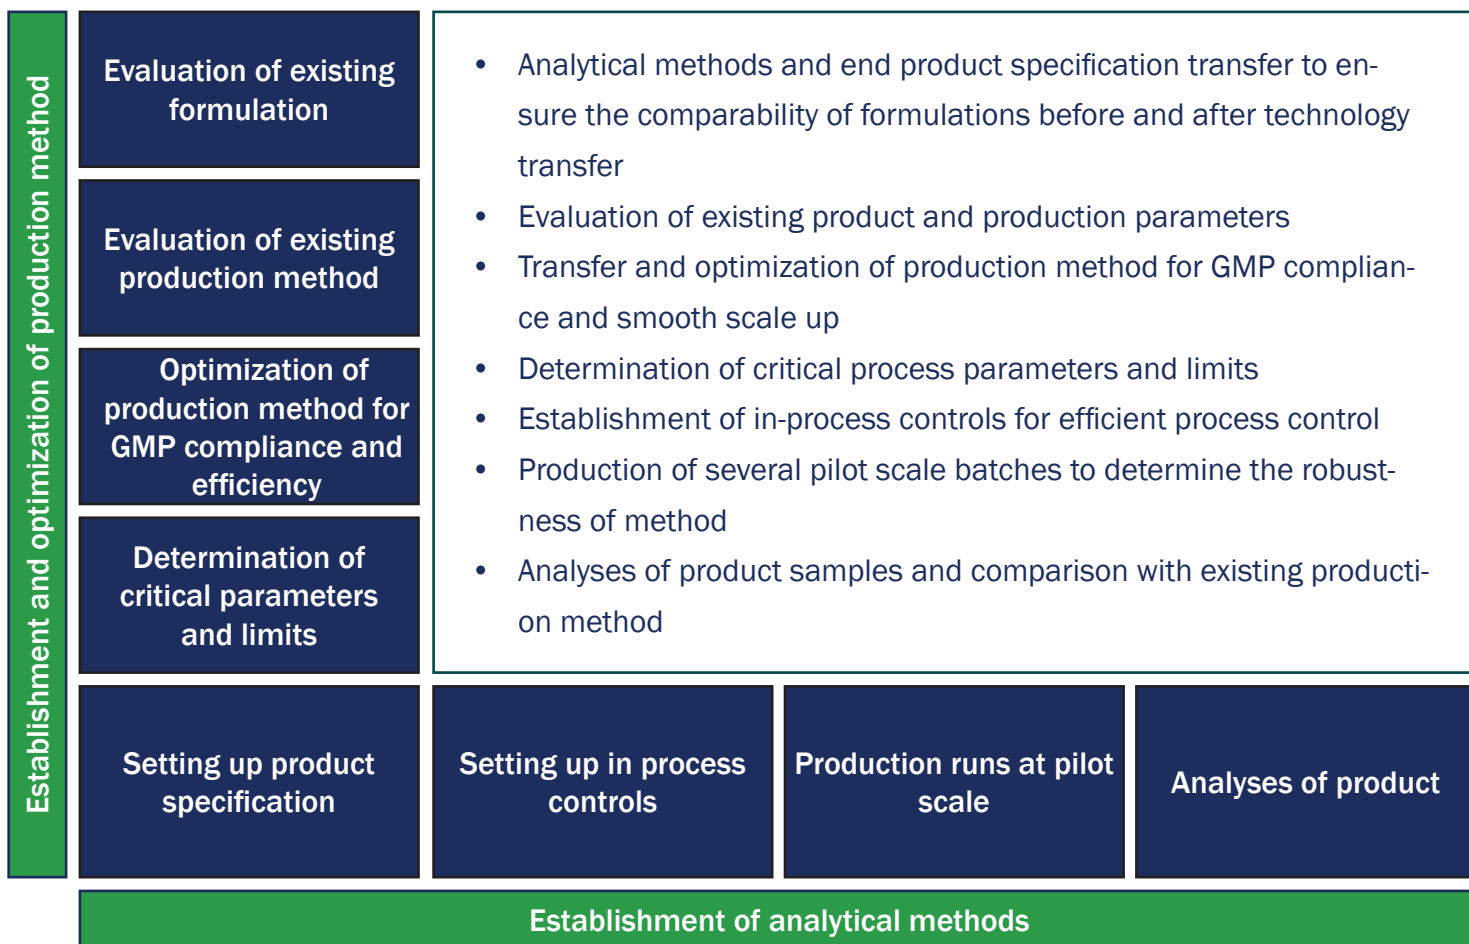 Establishment and optimization of production method
Evaluation of existing
formulation
Evaluation of existing
production method
Optimization of
production method for
GMP compliance and
efficiency
Determination of
critical parameters
and limits
• Analytical methods and end product specification transfer to en-
sure the comparability of formulations before and after technology
transfer
• Evaluation of existing product and production parameters
• Transfer and optimization of production method for GMP complian-
ce and smooth scale up
• Determination of critical process parameters and limits
• Establishment of in-process controls for efficient process control
• Production of several pilot scale batches to determine the robust-
ness of method
• Analyses of product samples and comparison with existing producti-
on method
Setting up product
specification
Setting up in process
controls
Production runs at pilot
scale
Analyses of product
Establishment of analytical methods